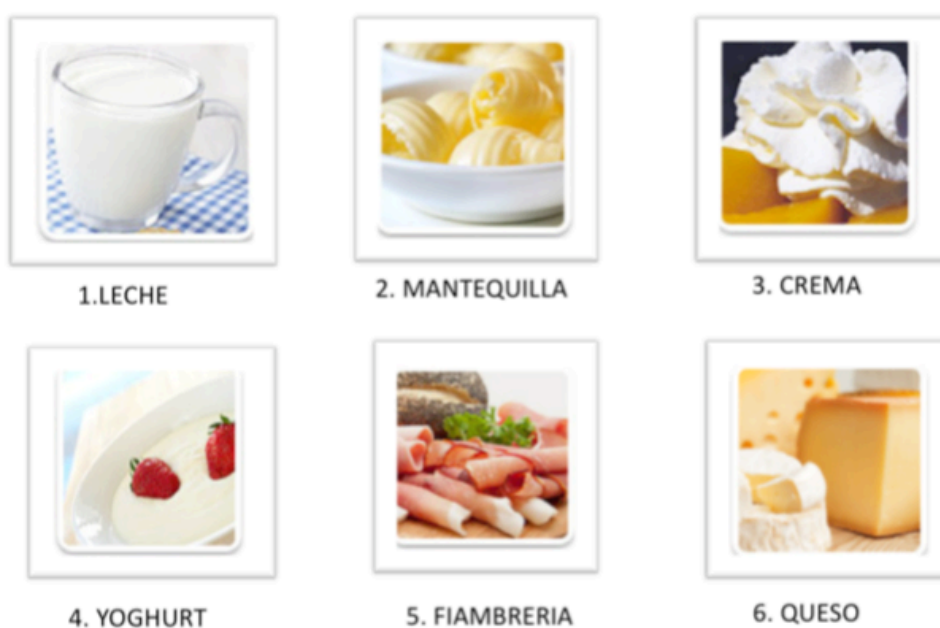 1.LECHE
2. MANTEQUILLA
3. CREMA
4. YOGHURT
5. FIAMBRERIA
6. QUESO